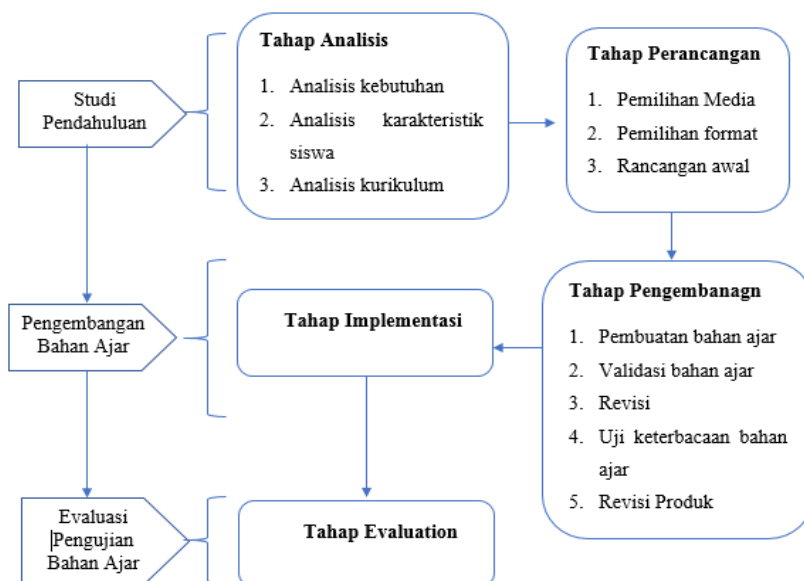 Studi
Pendahuluan
Tahap Analisis
1. Analisis kebutuhan
2. Analisis karakteristik
siswa
3. Analisis kurikulum
Tahap Perancangan
1. Pemilihan Media
2. Pemilihan format
3. Rancangan awal
Pengembangan
Bahan Ajar
Tahap Implementasi
Tahap Pengembanagn
1. Pembuatan bahan ajar
2. Validasi bahan ajar
3. Revisi
4. Uji keterbacaan bahan
ajar
5. Revisi Produk
Evaluasi
Pengujian
Bahan Ajar
Tahap Evaluation